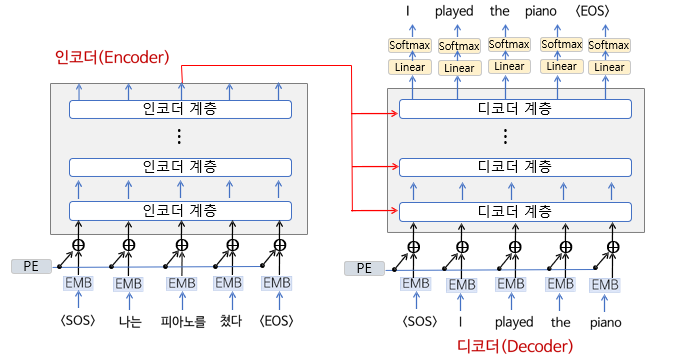 인코더(Encoder)
인코더 계층
인코더 계층
인코더 계층
PE
EMB EMB EMB EMB EMB
〈SOS〉 나는 피아노를 쳤다 〈EOS〉
I played the piano 〈EOS〉
Softmax Softmax Softmax Softmax Softmax
Linear Linear Linear Linear Linear
디코더 계층
디코더 계층
디코더 계층
PE
EMB EMB EMB EMB EMB
〈SOS〉 I played the piano
디코더(Decoder)